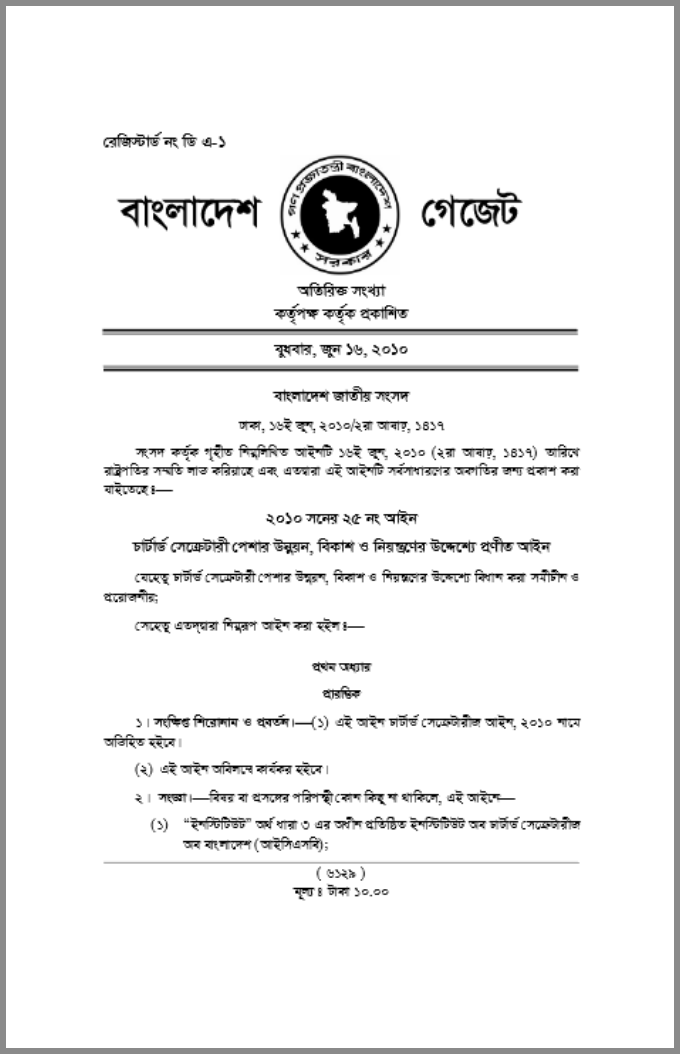 রেজিস্টার্ড নং ডি এ-১
বাংলাদেশ
গণপ্রজাতন্ত্রী বাংলাদেশ
সরকার
গেজেট
অতিরিক্ত সংখ্যা
কর্তৃপক্ষ কর্তৃক প্রকাশিত
বুধবার, জুন ১৬, ২০১০
বাংলাদেশ জাতীয় সংসদ
ঢাকা, ১৬ই জুন, ২০১০/২রা আষাঢ়, ১৪১৭
সংসদ কর্তৃক গৃহীত নিম্নলিখিত আইনটি ১৬ই জুন, ২০১০ (২রা আষাঢ়, ১৪১৭) তারিখে
রাষ্ট্রপতির সম্মতি লাভ করিয়াছে এবং এতদ্বারা এই আইনটি সর্বসাধারণের অবগতির জন্য প্রকাশ করা
যাইতেছে ঃ—
২০১০ সনের ২৫ নং আইন
চার্টার্ড সেক্রেটারী পেশার উন্নয়ন, বিকাশ ও নিয়ন্ত্রণের উদ্দেশ্যে প্রণীত আইন
যেহেতু চার্টার্ড সেক্রেটারী পেশার উন্নয়ন, বিকাশ ও নিয়ন্ত্রণের উদ্দেশ্যে বিধান করা সমীচীন ও
প্রয়োজনীয়;
সেহেতু এতদ্দ্বারা নিম্নরূপ আইন করা হইল ঃ—
প্রথম অধ্যায়
প্রারম্ভিক
১। সংক্ষিপ্ত শিরোনাম ও প্রবর্তন।—(১) এই আইন চার্টার্ড সেক্রেটারীজ আইন, ২০১০ নামে
অভিহিত হইবে।
(২) এই আইন অবিলম্বে কার্যকর হইবে।
২। সংজ্ঞা।—বিষয় বা প্রসঙ্গের পরিপন্থী কোন কিছু না থাকিলে, এই আইনে—
(১) “ইনস্টিটিউট” অর্থ ধারা ৩ এর অধীন প্রতিষ্ঠিত ইনস্টিটিউট অব চার্টার্ড সেক্রেটারীজ
অব বাংলাদেশ (আইসিএসবি);
( ৬১২৯ )
মূল্য ঃ টাকা ১০.০০